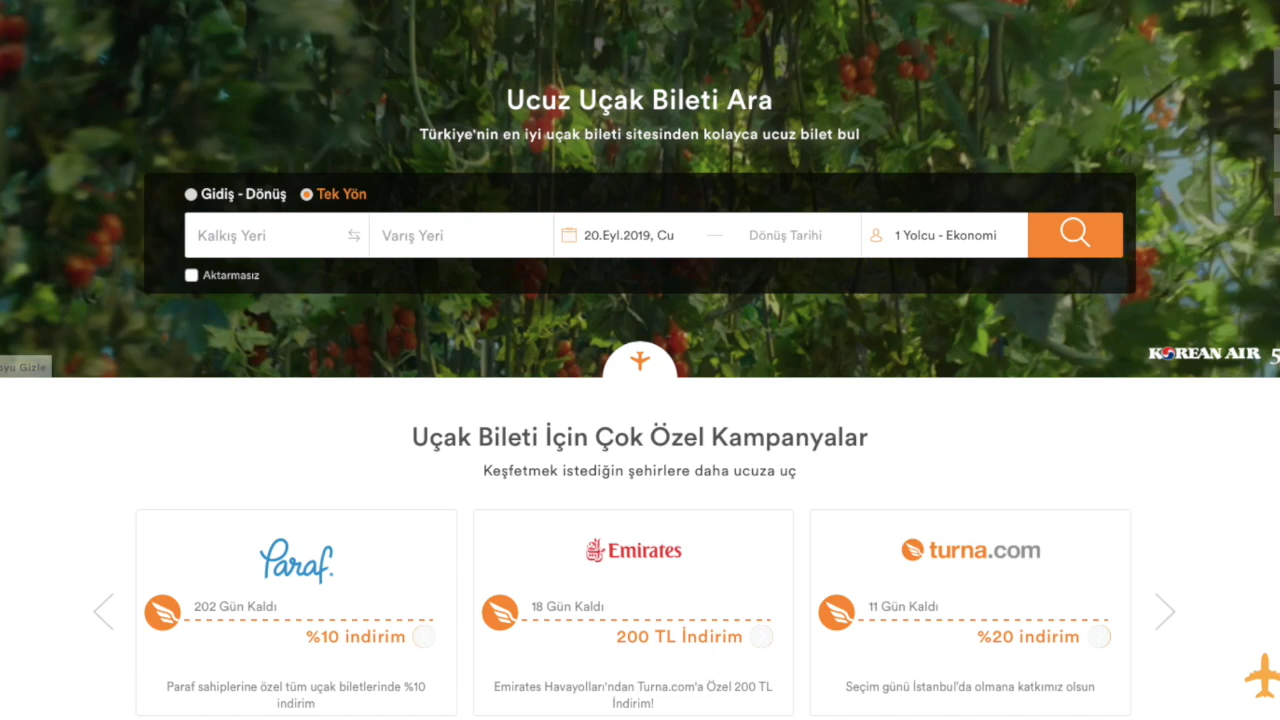 Ucuz Uçak Bileti Ara
Türkiye'nin en iyi uçak bileti sitesinden kolayca ucuz bilet bul
Gidiş - Dönüş Tek Yön
Kalkış Yeri Varış Yeri 20.Eyl.2019, Cu Dönüş Tarihi 1 Yolcu - Ekonomi
Aktarmasız
KOREAN AIR 5
oyu Gizle
Uçak Bileti İçin Çok Özel Kampanyalar
Keşfetmek istediğin şehirlere daha ucuza uç
Paraf.
202 Gün Kaldı
%10 indirim
Paraf sahiplerine özel tüm uçak biletlerinde %10
indirim
Emirates
18 Gün Kaldı
200 TL İndirim
Emirates Havayolları'ndan Turna.com'a Özel 200 TL
İndirim!
turna.com
11 Gün Kaldı
%20 indirim
Seçim günü İstanbul'da olmana katkımız olsun